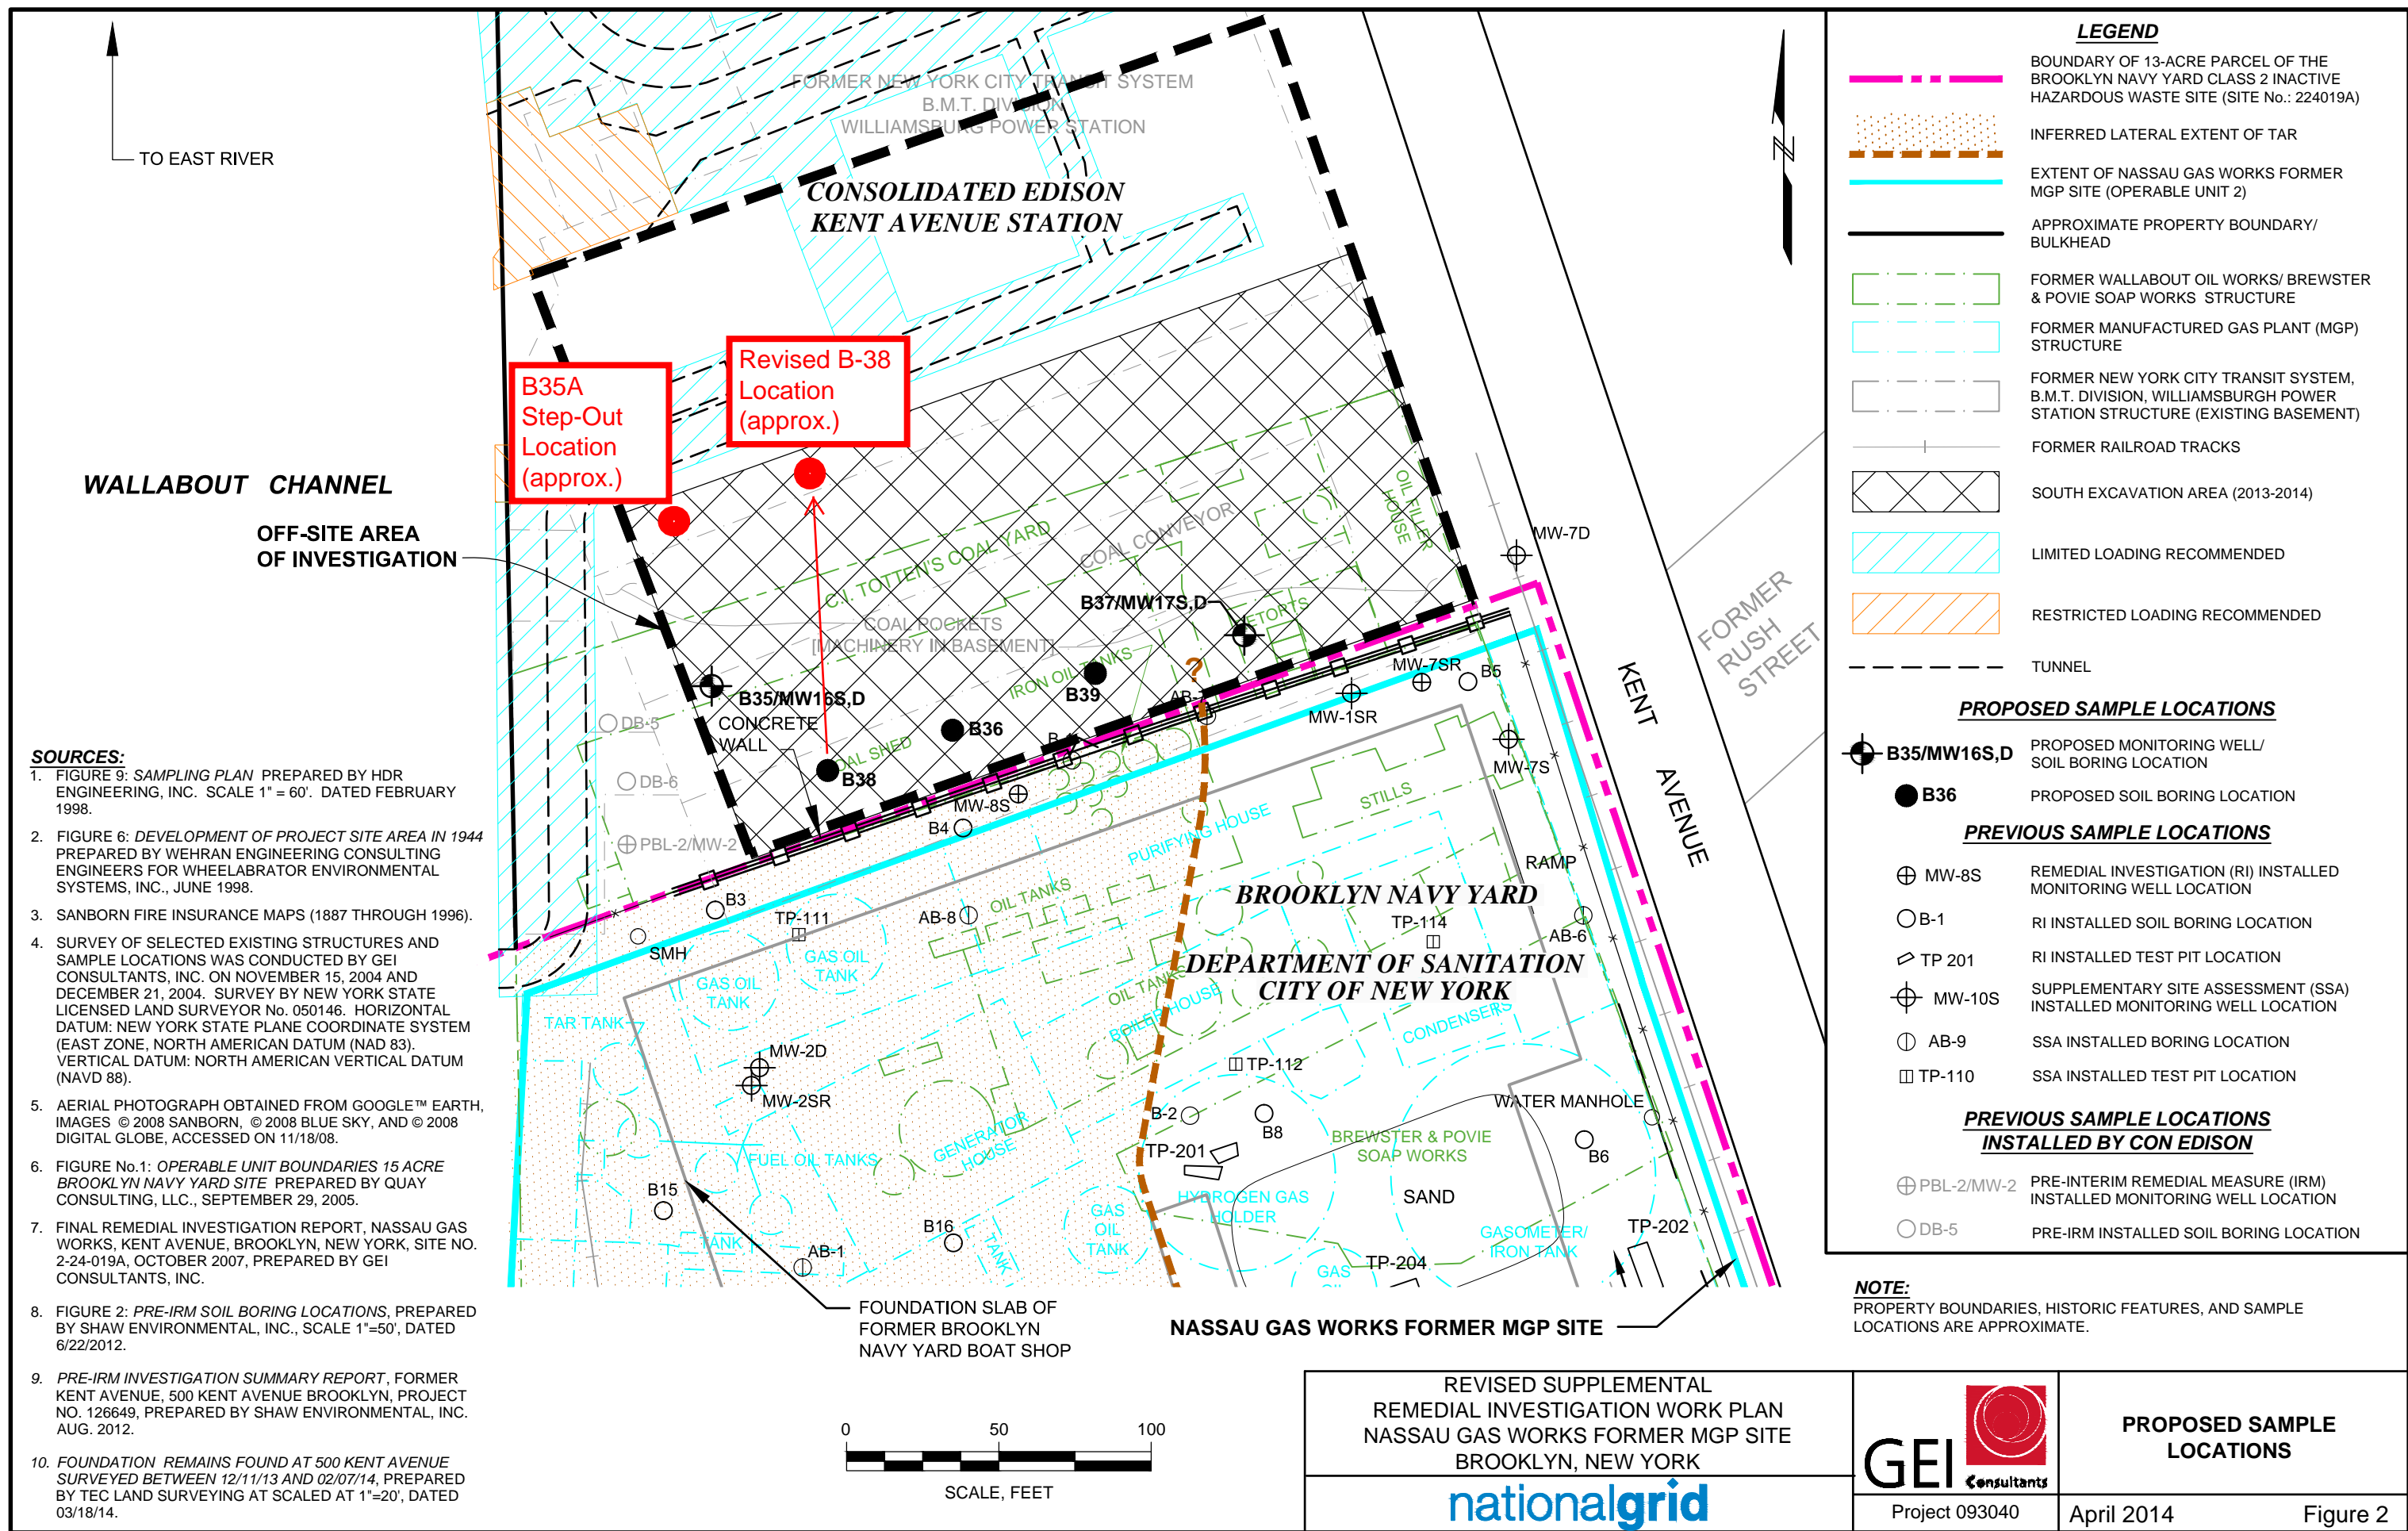 TO EAST RIVER
FORMER NEW YORK CITY TRANSIT SYSTEM
B.M.T. DIVISION
WILLIAMSBURG POWER STATION
CONSOLIDATED EDISON
KENT AVENUE STATION
B35A
Step-Out
Location
(approx.)
Revised B-38
Location
(approx.)
WALLABOUT CHANNEL
OFF-SITE AREA
OF INVESTIGATION
C.I. TOTTEN'S COAL YARD
COAL CONVEYOR
OIL FILLER
HOUSE
COAL POCKETS
[MACHINERY IN BASEMENT]
B37/MW17S,D
RETORTS
IRON OIL TANKS
B39
B35/MW16S,D
CONCRETE
WALL
COAL SHED
B36
B38
?
MW-7D
MW-7SR
B5
MW-1SR
MW-7S
KENT
AVENUE
FORMER
RUSH
STREET
DB-5
DB-6
PBL-2/MW-2
MW-8S
B4
B3
SMH
TP-111
AB-8
OIL TANKS
PURIFYING HOUSE
STILLS
RAMP
BROOKLYN NAVY YARD
TP-114
AB-6
DEPARTMENT OF SANITATION
CITY OF NEW YORK
GAS OIL
TANK
GAS OIL
TANK
TAR TANK
OIL TANKS
BOILER HOUSE
CONDENSERS
MW-2D
MW-2SR
TP-112
B-2
B8
TP-201
WATER MANHOLE
B6
BREWSTER & POVIE
SOAP WORKS
GENERATOR
HOUSE
FUEL OIL TANKS
SAND
HYDROGEN GAS
HOLDER
GAS
OIL
TANK
GASOMETER/
IRON TANK
B15
B16
TANK
TANK
AB-1
TP-202
TP-204
GAS
FOUNDATION SLAB OF
FORMER BROOKLYN
NAVY YARD BOAT SHOP
NASSAU GAS WORKS FORMER MGP SITE
N
SOURCES:
1. FIGURE 9: SAMPLING PLAN PREPARED BY HDR
ENGINEERING, INC. SCALE 1" = 60'. DATED FEBRUARY
1998.
2. FIGURE 6: DEVELOPMENT OF PROJECT SITE AREA IN 1944
PREPARED BY WEHRAN ENGINEERING CONSULTING
ENGINEERS FOR WHEELABRATOR ENVIRONMENTAL
SYSTEMS, INC., JUNE 1998.
3. SANBORN FIRE INSURANCE MAPS (1887 THROUGH 1996).
4. SURVEY OF SELECTED EXISTING STRUCTURES AND
SAMPLE LOCATIONS WAS CONDUCTED BY GEI
CONSULTANTS, INC. ON NOVEMBER 15, 2004 AND
DECEMBER 21, 2004. SURVEY BY NEW YORK STATE
LICENSED LAND SURVEYOR No. 050146. HORIZONTAL
DATUM: NEW YORK STATE PLANE COORDINATE SYSTEM
(EAST ZONE, NORTH AMERICAN DATUM (NAD 83).
VERTICAL DATUM: NORTH AMERICAN VERTICAL DATUM
(NAVD 88).
5. AERIAL PHOTOGRAPH OBTAINED FROM GOOGLE™ EARTH,
IMAGES © 2008 SANBORN, © 2008 BLUE SKY, AND © 2008
DIGITAL GLOBE, ACCESSED ON 11/18/08.
6. FIGURE No.1: OPERABLE UNIT BOUNDARIES 15 ACRE
BROOKLYN NAVY YARD SITE PREPARED BY QUAY
CONSULTING, LLC., SEPTEMBER 29, 2005.
7. FINAL REMEDIAL INVESTIGATION REPORT, NASSAU GAS
WORKS, KENT AVENUE, BROOKLYN, NEW YORK, SITE NO.
2-24-019A, OCTOBER 2007, PREPARED BY GEI
CONSULTANTS, INC.
8. FIGURE 2: PRE-IRM SOIL BORING LOCATIONS, PREPARED
BY SHAW ENVIRONMENTAL, INC., SCALE 1"=50', DATED
6/22/2012.
9. PRE-IRM INVESTIGATION SUMMARY REPORT, FORMER
KENT AVENUE, 500 KENT AVENUE BROOKLYN, PROJECT
NO. 126649, PREPARED BY SHAW ENVIRONMENTAL, INC.
AUG. 2012.
10. FOUNDATION REMAINS FOUND AT 500 KENT AVENUE
SURVEYED BETWEEN 12/11/13 AND 02/07/14, PREPARED
BY TEC LAND SURVEYING AT SCALED AT 1"=20', DATED
03/18/14.
0 50 100
SCALE, FEET
LEGEND
BOUNDARY OF 13-ACRE PARCEL OF THE
BROOKLYN NAVY YARD CLASS 2 INACTIVE
HAZARDOUS WASTE SITE (SITE No.: 224019A)
INFERRED LATERAL EXTENT OF TAR
EXTENT OF NASSAU GAS WORKS FORMER
MGP SITE (OPERABLE UNIT 2)
APPROXIMATE PROPERTY BOUNDARY/
BULKHEAD
FORMER WALLABOUT OIL WORKS/ BREWSTER
& POVIE SOAP WORKS STRUCTURE
FORMER MANUFACTURED GAS PLANT (MGP)
STRUCTURE
FORMER NEW YORK CITY TRANSIT SYSTEM,
B.M.T. DIVISION, WILLIAMSBURGH POWER
STATION STRUCTURE (EXISTING BASEMENT)
FORMER RAILROAD TRACKS
SOUTH EXCAVATION AREA (2013-2014)
LIMITED LOADING RECOMMENDED
RESTRICTED LOADING RECOMMENDED
TUNNEL
PROPOSED SAMPLE LOCATIONS
B35/MW16S,D PROPOSED MONITORING WELL/
SOIL BORING LOCATION
B36 PROPOSED SOIL BORING LOCATION
PREVIOUS SAMPLE LOCATIONS
MW-8S REMEDIAL INVESTIGATION (RI) INSTALLED
MONITORING WELL LOCATION
B-1 RI INSTALLED SOIL BORING LOCATION
TP 201 RI INSTALLED TEST PIT LOCATION
MW-10S SUPPLEMENTARY SITE ASSESSMENT (SSA)
INSTALLED MONITORING WELL LOCATION
AB-9 SSA INSTALLED BORING LOCATION
TP-110 SSA INSTALLED TEST PIT LOCATION
PREVIOUS SAMPLE LOCATIONS
INSTALLED BY CON EDISON
PBL-2/MW-2 PRE-INTERIM REMEDIAL MEASURE (IRM)
INSTALLED MONITORING WELL LOCATION
DB-5 PRE-IRM INSTALLED SOIL BORING LOCATION
NOTE:
PROPERTY BOUNDARIES, HISTORIC FEATURES, AND SAMPLE
LOCATIONS ARE APPROXIMATE.
REVISED SUPPLEMENTAL
REMEDIAL INVESTIGATION WORK PLAN
NASSAU GAS WORKS FORMER MGP SITE
BROOKLYN, NEW YORK
nationalgrid
GEI Consultants
Project 093040
PROPOSED SAMPLE
LOCATIONS
April 2014 Figure 2